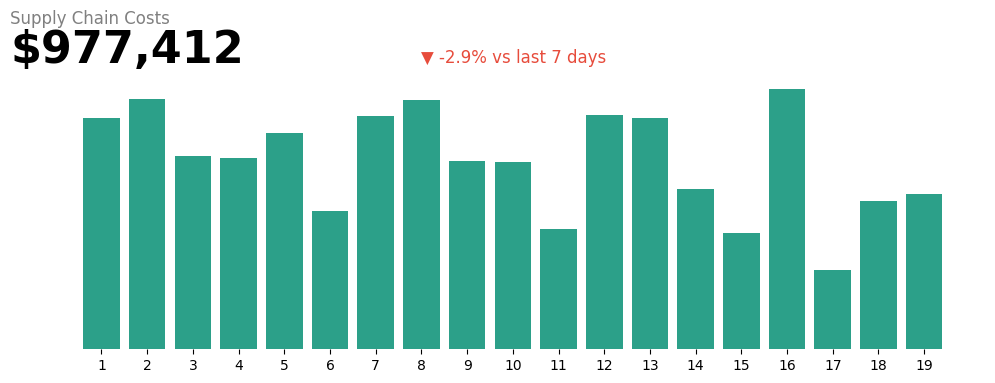 Supply Chain Costs
$977,412
▼ -2.9% vs last 7 days
1 2 3 4 5 6 7 8 9 10 11 12 13 14 15 16 17 18 19